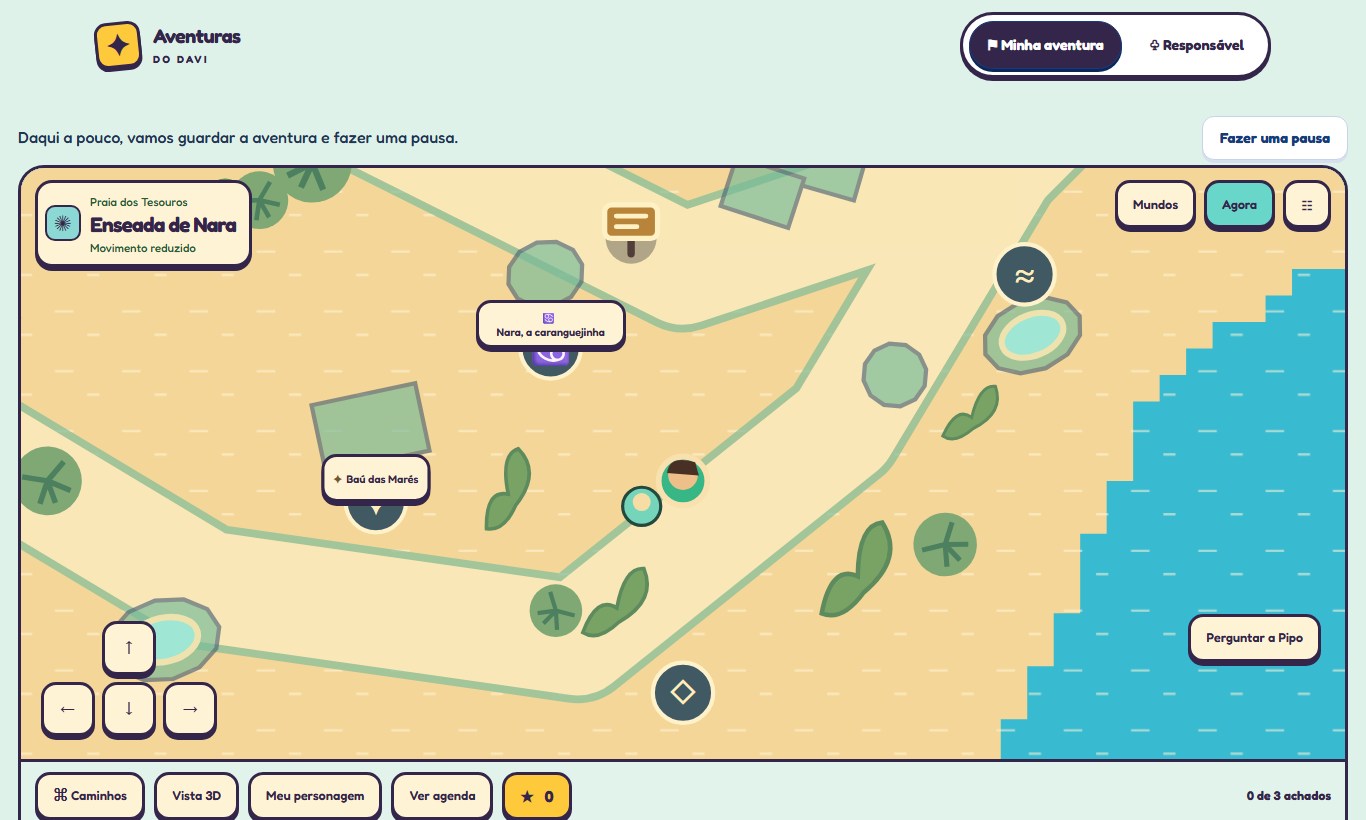 Aventuras
DO DAVI
Minha aventura
Responsável
Daqui a pouco, vamos guardar a aventura e fazer uma pausa.
Fazer uma pausa
Praia dos Tesouros
Enseada de Nara
Movimento reduzido
Mundos
Agora
Nara, a caranguejinha
Baú das Marés
Perguntar a Pipo
Caminhos
Vista 3D
Meu personagem
Ver agenda
★ 0
0 de 3 achados